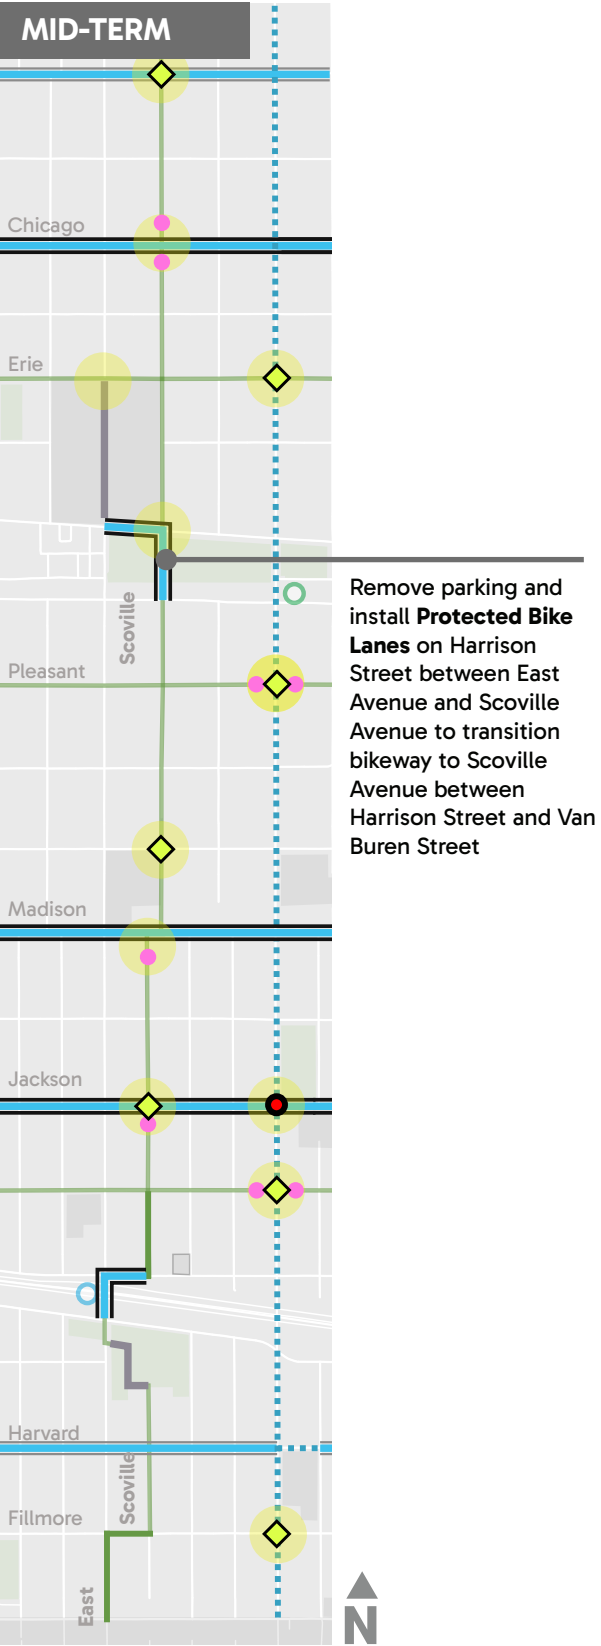 MID-TERM
Chicago
Erie
Scoville
Remove parking and
install Protected Bike
Lanes on Harrison
Street between East
Avenue and Scoville
Avenue to transition
bikeway to Scoville
Avenue between
Harrison Street and Van
Buren Street
Pleasant
Madison
Jackson
Harvard
Scoville
Fillmore
East
N